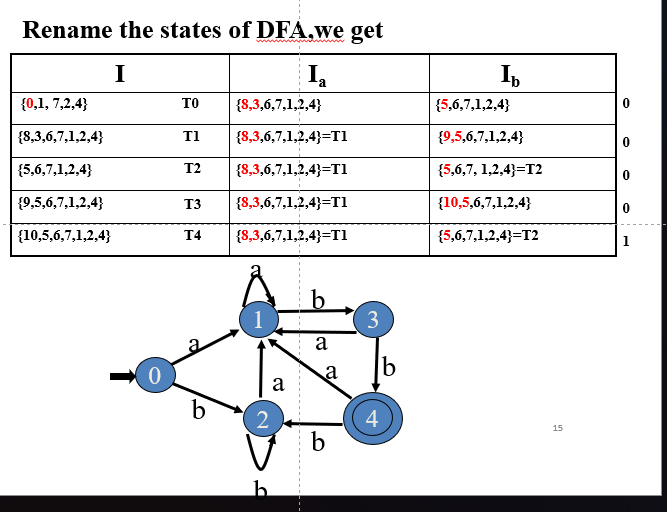 Rename the states of DFA,we get
I Ia Ib
{0,1, 7,2,4} T0 {8,3,6,7,1,2,4} {5,6,7,1,2,4} 0
{8,3,6,7,1,2,4} T1 {8,3,6,7,1,2,4}=T1 {9,5,6,7,1,2,4} 0
{5,6,7,1,2,4} T2 {8,3,6,7,1,2,4}=T1 {5,6,7, 1,2,4}=T2 0
{9,5,6,7,1,2,4} T3 {8,3,6,7,1,2,4}=T1 {10,5,6,7,1,2,4} 0
{10,5,6,7,1,2,4} T4 {8,3,6,7,1,2,4}=T1 {5,6,7,1,2,4}=T2 1
a
b
1 3
a a
a b
0
a
b 2 4
b
b
15